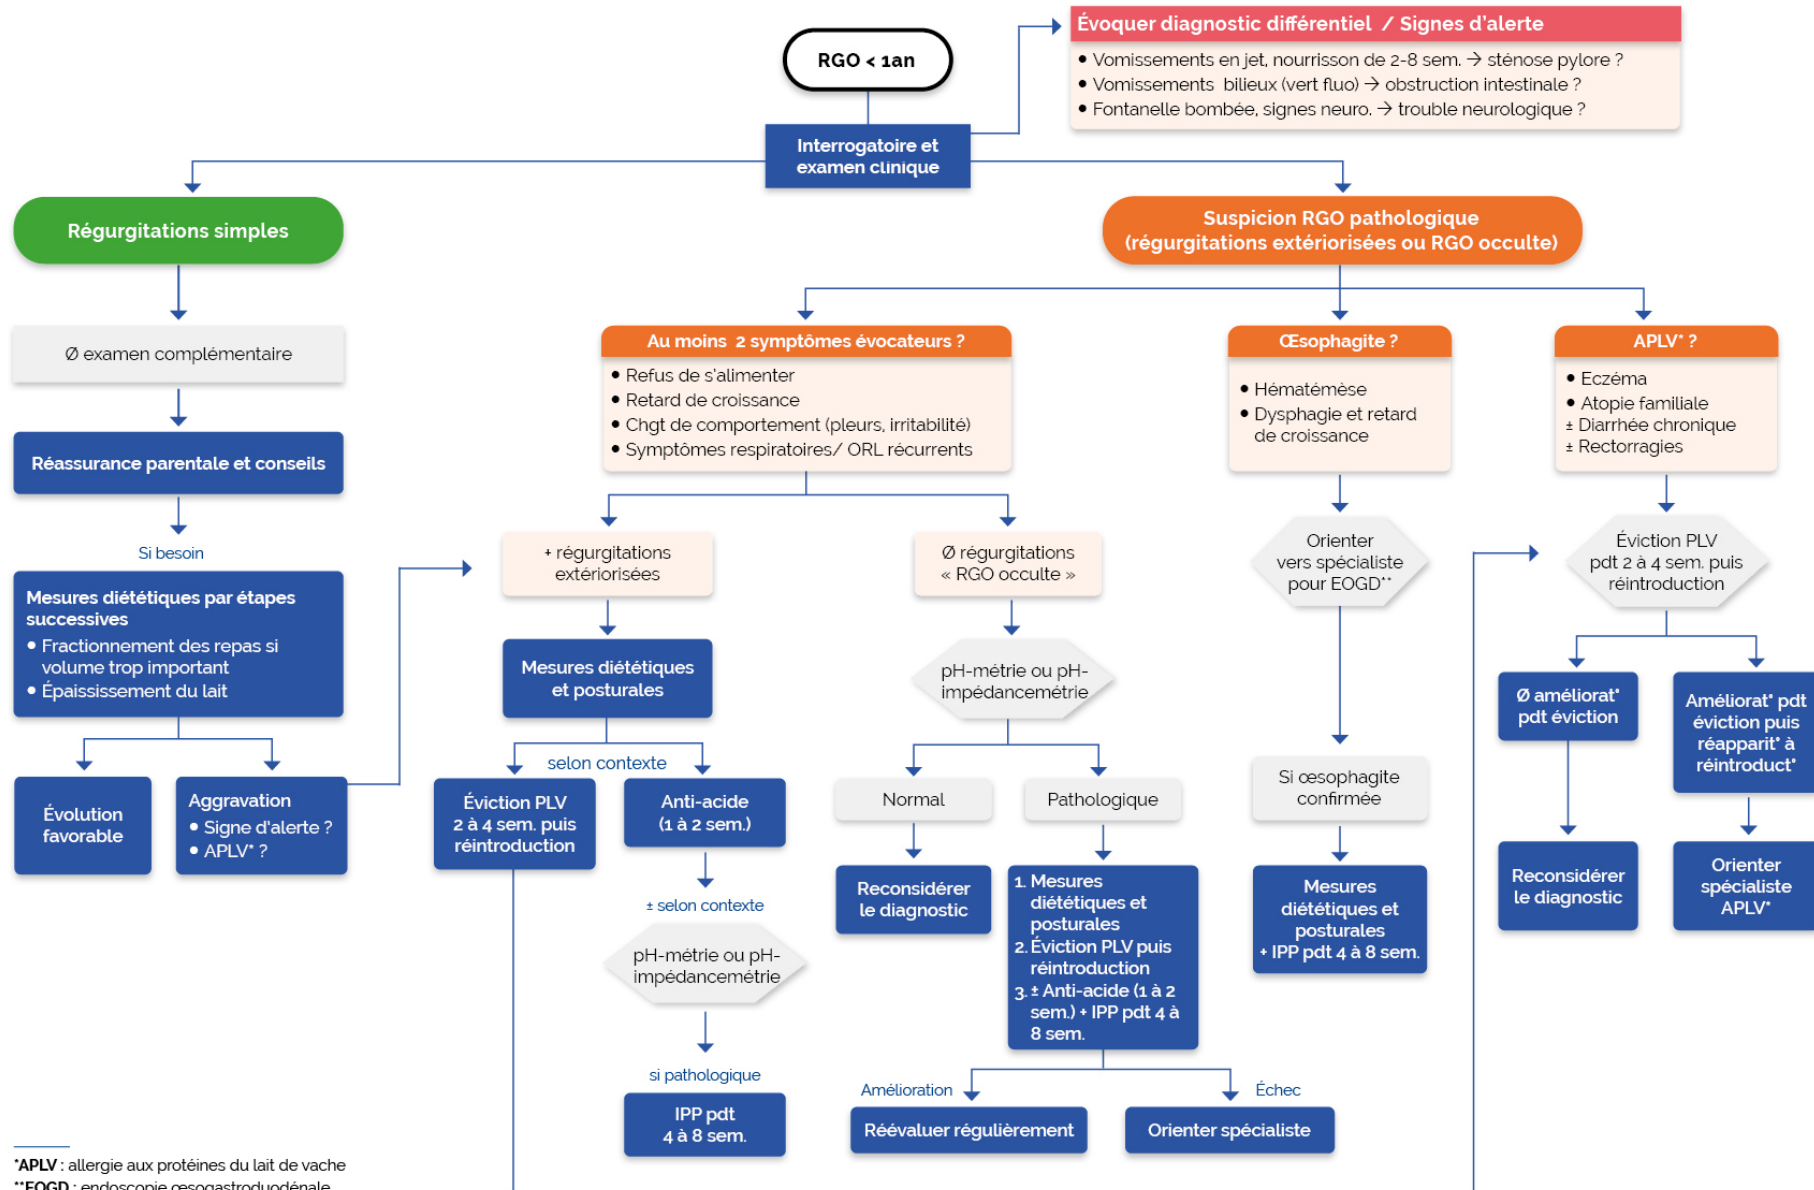 RGO < 1an
Évoquer diagnostic différentiel / Signes d'alerte
• Vomissements en jet, nourrisson de 2-8 sem. → sténose pylore ?
• Vomissements bilieux (vert fluo) → obstruction intestinale ?
• Fontanelle bombée, signes neuro. → trouble neurologique ?
Interrogatoire et
examen clinique
Régurgitations simples
Ø examen complémentaire
Réassurance parentale et conseils
Si besoin
Mesures diététiques par étapes
successives
• Fractionnement des repas si
volume trop important
• Épaississement du lait
Évolution
favorable
Aggravation
• Signe d'alerte ?
• APLV* ?
Suspicion RGO pathologique
(régurgitations extériorisées ou RGO occulte)
Au moins 2 symptômes évocateurs ?
• Refus de s'alimenter
• Retard de croissance
• Chgt de comportement (pleurs, irritabilité)
• Symptômes respiratoires/ ORL récurrents
+ régurgitations
extériorisées
Mesures diététiques
et posturales
selon contexte
Éviction PLV
2 à 4 sem. puis
réintroduction
Anti-acide
(1 à 2 sem.)
± selon contexte
pH-métrie ou pH-
impédancemétrie
si pathologique
IPP pdt
4 à 8 sem.
Ø régurgitations
« RGO occulte »
pH-métrie ou pH-
impédancemétrie
Normal
Reconsidérer
le diagnostic
Pathologique
1. Mesures
diététiques et
posturales
2. Éviction PLV puis
réintroduction
3. ± Anti-acide (1 à 2
sem.) + IPP pdt 4 à
8 sem.
Amélioration
Réévaluer régulièrement
Échec
Orienter spécialiste
Œsophagite ?
• Hématémèse
• Dysphagie et retard
de croissance
Orienter
vers spécialiste
pour EOGD**
Si œsophagite
confirmée
Mesures
diététiques et
posturales
+ IPP pdt 4 à 8 sem.
APLV* ?
• Eczéma
• Atopie familiale
± Diarrhée chronique
± Rectorragies
Éviction PLV
pdt 2 à 4 sem. puis
réintroduction
Ø améliorat°
pdt éviction
Reconsidérer
le diagnostic
Améliorat° pdt
éviction puis
réapparit° à
réintroduct°
Orienter
spécialiste
APLV*
*APLV : allergie aux protéines du lait de vache
**EOGD : endoscopie œsogastroduodénale